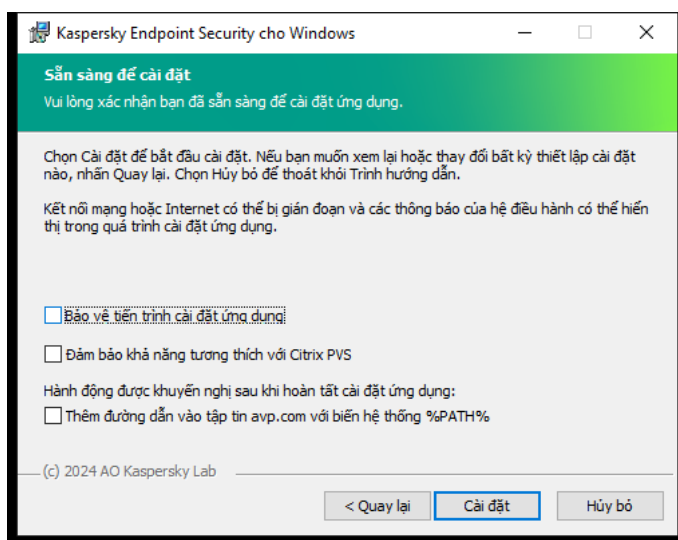 Kaspersky Endpoint Security cho Windows
Sẵn sàng để cài đặt
Vui lòng xác nhận bạn đã sẵn sàng để cài đặt ứng dụng.
Chọn Cài đặt để bắt đầu cài đặt. Nếu bạn muốn xem lại hoặc thay đổi bất kỳ thiết lập cài đặt
nào, nhấn Quay lại. Chọn Hủy bỏ để thoát khỏi Trình hướng dẫn.
Kết nối mạng hoặc Internet có thể bị gián đoạn và các thông báo của hệ điều hành có thể hiển
thị trong quá trình cài đặt ứng dụng.
Bảo vệ tiến trình cài đặt ứng dụng
Đảm bảo khả năng tương thích với Citrix PVS
Hành động được khuyến nghị sau khi hoàn tất cài đặt ứng dụng:
Thêm đường dẫn vào tập tin avp.com với biến hệ thống %PATH%
(c) 2024 AO Kaspersky Lab
< Quay lại
Cài đặt
Hủy bỏ